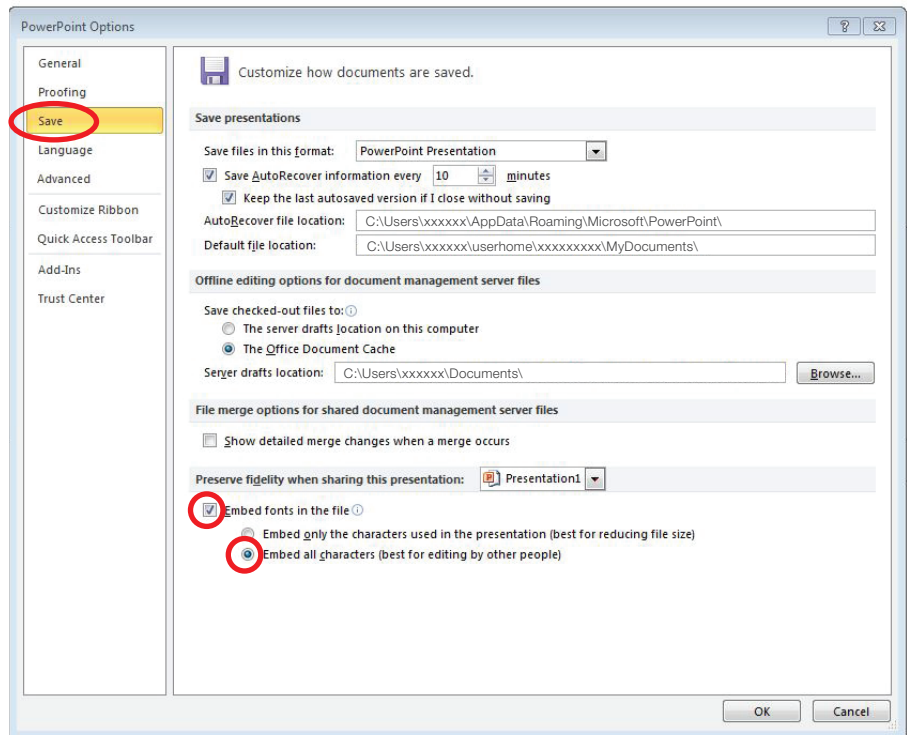 PowerPoint Options
General
Proofing
Save
Language
Advanced
Customize Ribbon
Quick Access Toolbar
Add-Ins
Trust Center
Customize how documents are saved.
Save presentations
Save files in this format: PowerPoint Presentation
Save AutoRecover information every 10 minutes
Keep the last autosaved version if I close without saving
AutoRecover file location: C:\Users\xxxxxx\AppData\Roaming\Microsoft\PowerPoint\
Default file location: C:\Users\xxxxxx\userhome\xxxxxxxxx\MyDocuments\
Offline editing options for document management server files
Save checked-out files to:
The server drafts location on this computer
The Office Document Cache
Server drafts location: C:\Users\xxxxxx\Documents\
Browse...
File merge options for shared document management server files
Show detailed merge changes when a merge occurs
Preserve fidelity when sharing this presentation: Presentation1
Embed fonts in the file
Embed only the characters used in the presentation (best for reducing file size)
Embed all characters (best for editing by other people)
OK Cancel